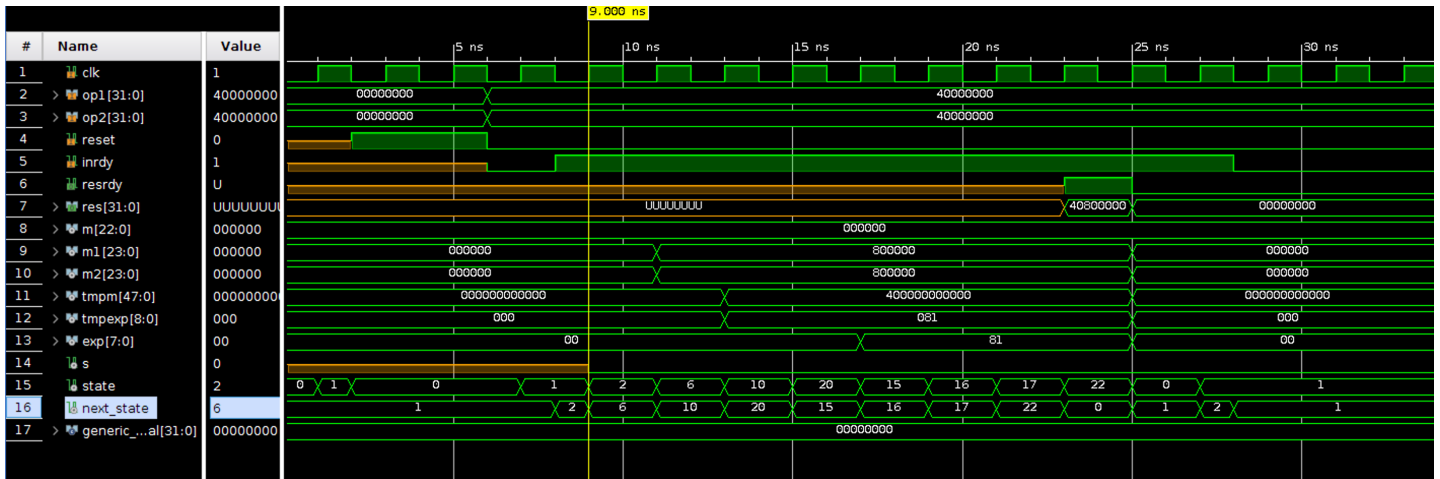 9.000 ns
# Name Value
5 ns 10 ns 15 ns 20 ns 25 ns 30 ns
1 clk 1
2 > op1[31:0] 40000000 00000000 40000000
3 > op2[31:0] 40000000 00000000 40000000
4 reset 0
5 inrdy 1
6 resrdy U
7 > res[31:0] UUUUUUUU UUUUUUUU 40800000 00000000
8 > m[22:0] 000000 000000
9 > m1[23:0] 000000 000000 800000 000000
10 > m2[23:0] 000000 000000 800000 000000
11 > tmpm[47:0] 000000000 000000000000 400000000000 000000000000
12 > tmpexp[8:0] 000 000 081 000
13 > exp[7:0] 00 00 81 00
14 s 0
15 state 2 0 1 0 1 2 6 10 20 15 16 17 22 0 1
16 next_state 6 1 2 6 10 20 15 16 17 22 0 1 2 1
17 > generic_...al[31:0] 00000000 00000000